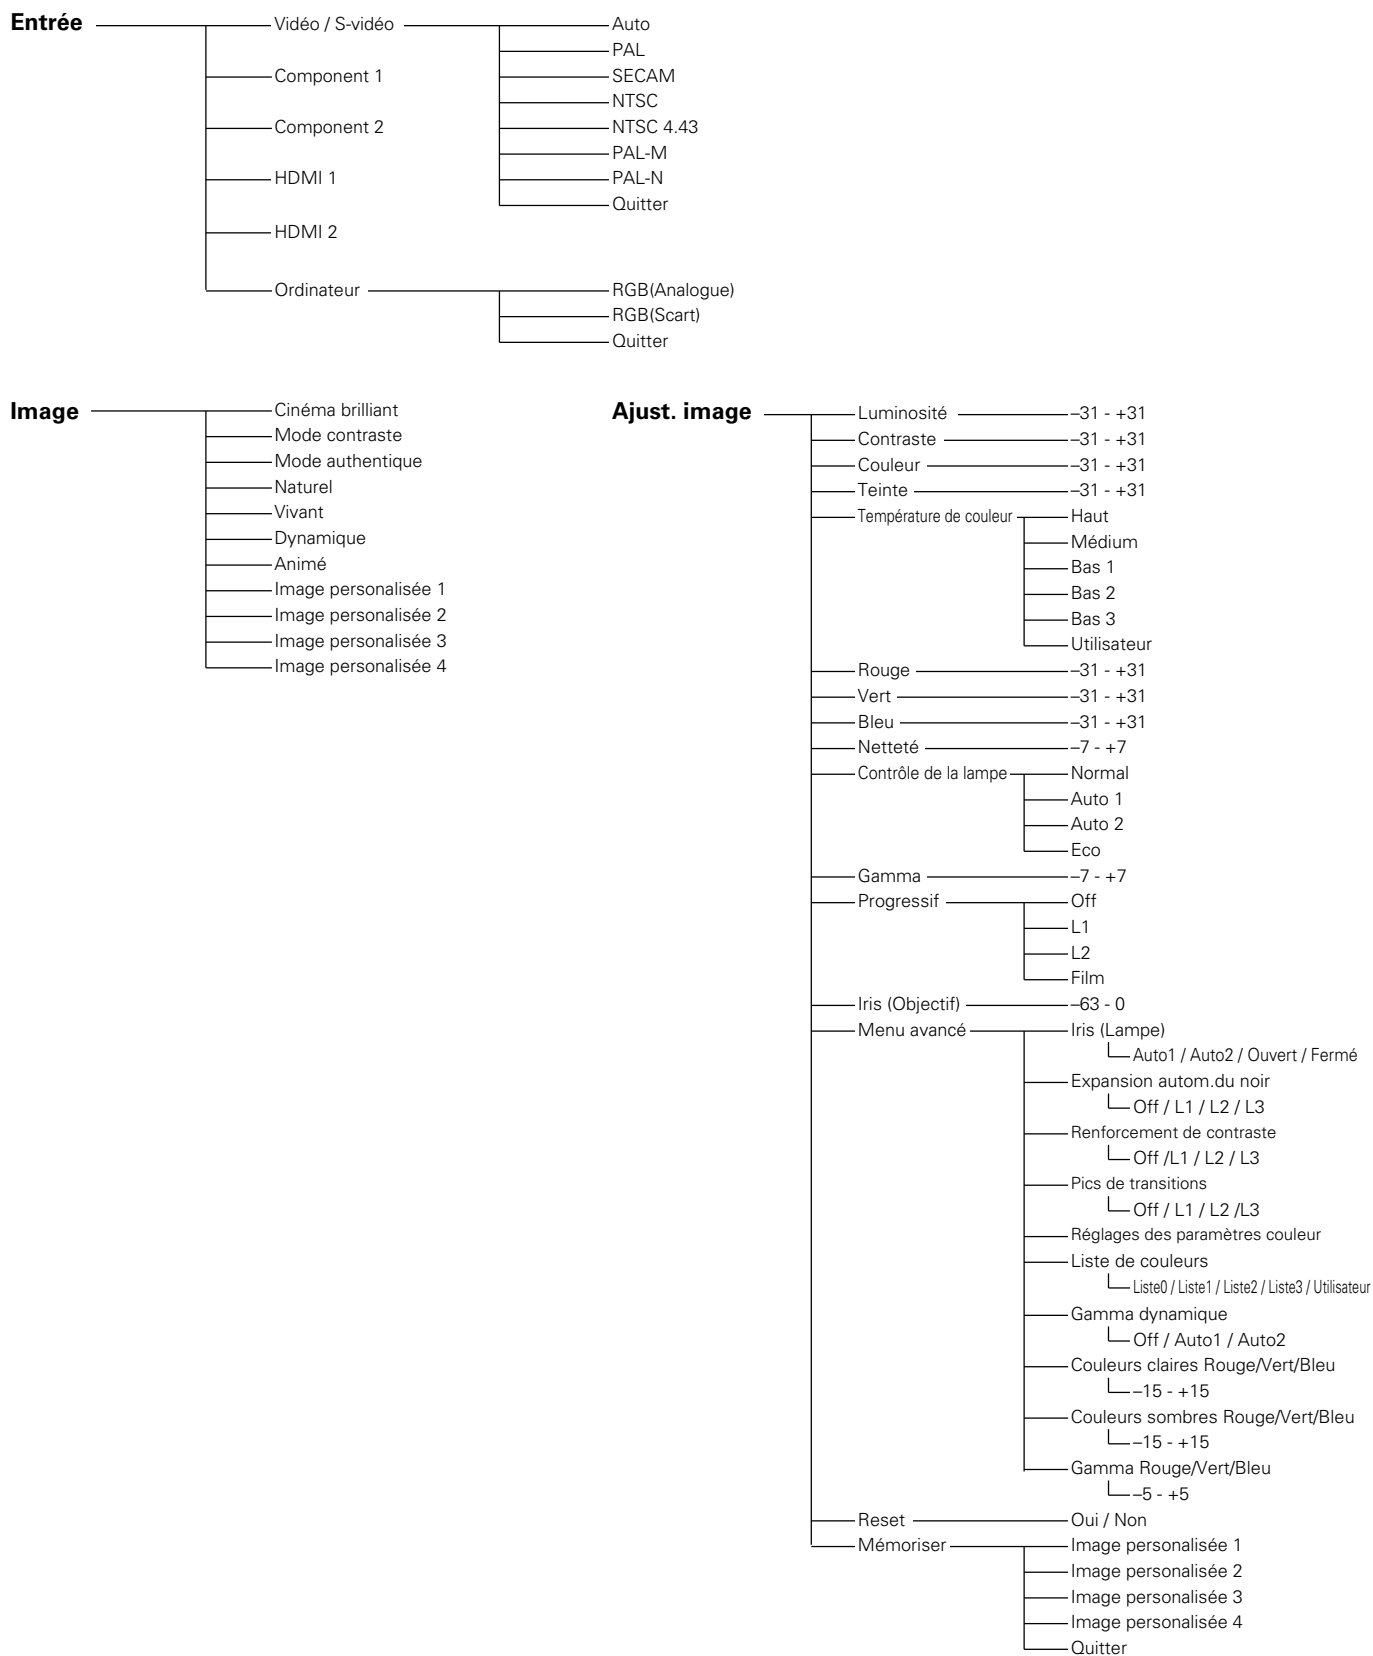 Entrée
Vidéo / S-vidéo
Auto
PAL
SECAM
NTSC
NTSC 4.43
PAL-M
PAL-N
Quitter
Component 1
Component 2
HDMI 1
HDMI 2
Ordinateur
RGB(Analogue)
RGB(Scart)
Quitter
Image
Cinéma brilliant
Mode contraste
Mode authentique
Naturel
Vivant
Dynamique
Animé
Image personalisée 1
Image personalisée 2
Image personalisée 3
Image personalisée 4
Ajust. image
Luminosité –31 - +31
Contraste –31 - +31
Couleur –31 - +31
Teinte –31 - +31
Température de couleur Haut
Médium
Bas 1
Bas 2
Bas 3
Utilisateur
Rouge –31 - +31
Vert –31 - +31
Bleu –31 - +31
Netteté –7 - +7
Contrôle de la lampe Normal
Auto 1
Auto 2
Eco
Gamma –7 - +7
Progressif Off
L1
L2
Film
Iris (Objectif) –63 - 0
Menu avancé Iris (Lampe)
Auto1 / Auto2 / Ouvert / Fermé
Expansion autom.du noir
Off / L1 / L2 / L3
Renforcement de contraste
Off /L1 / L2 / L3
Pics de transitions
Off / L1 / L2 /L3
Réglages des paramètres couleur
Liste de couleurs
Liste0 / Liste1 / Liste2 / Liste3 / Utilisateur
Gamma dynamique
Off / Auto1 / Auto2
Couleurs claires Rouge/Vert/Bleu
–15 - +15
Couleurs sombres Rouge/Vert/Bleu
–15 - +15
Gamma Rouge/Vert/Bleu
–5 - +5
Reset Oui / Non
Mémoriser Image personalisée 1
Image personalisée 2
Image personalisée 3
Image personalisée 4
Quitter